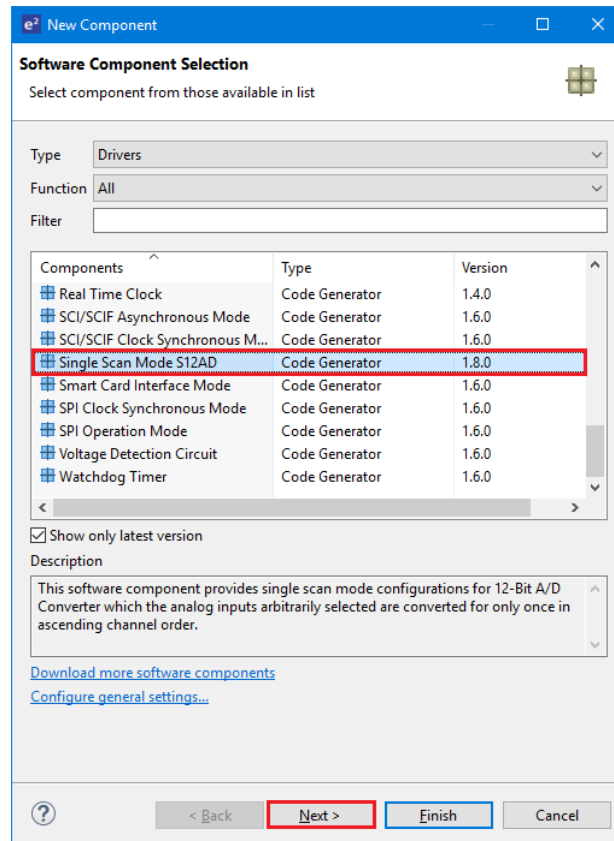 e² New Component
Software Component Selection
Select component from those available in list
Type Drivers
Function All
Filter
Components Type Version
Real Time Clock Code Generator 1.4.0
SCI/SCIF Asynchronous Mode Code Generator 1.6.0
SCI/SCIF Clock Synchronous M... Code Generator 1.6.0
Single Scan Mode S12AD Code Generator 1.8.0
Smart Card Interface Mode Code Generator 1.6.0
SPI Clock Synchronous Mode Code Generator 1.6.0
SPI Operation Mode Code Generator 1.6.0
Voltage Detection Circuit Code Generator 1.6.0
Watchdog Timer Code Generator 1.6.0
Show only latest version
Description
This software component provides single scan mode configurations for 12-Bit A/D
Converter which the analog inputs arbitrarily selected are converted for only once in
ascending channel order.
Download more software components
Configure general settings...
? < Back Next > Finish Cancel